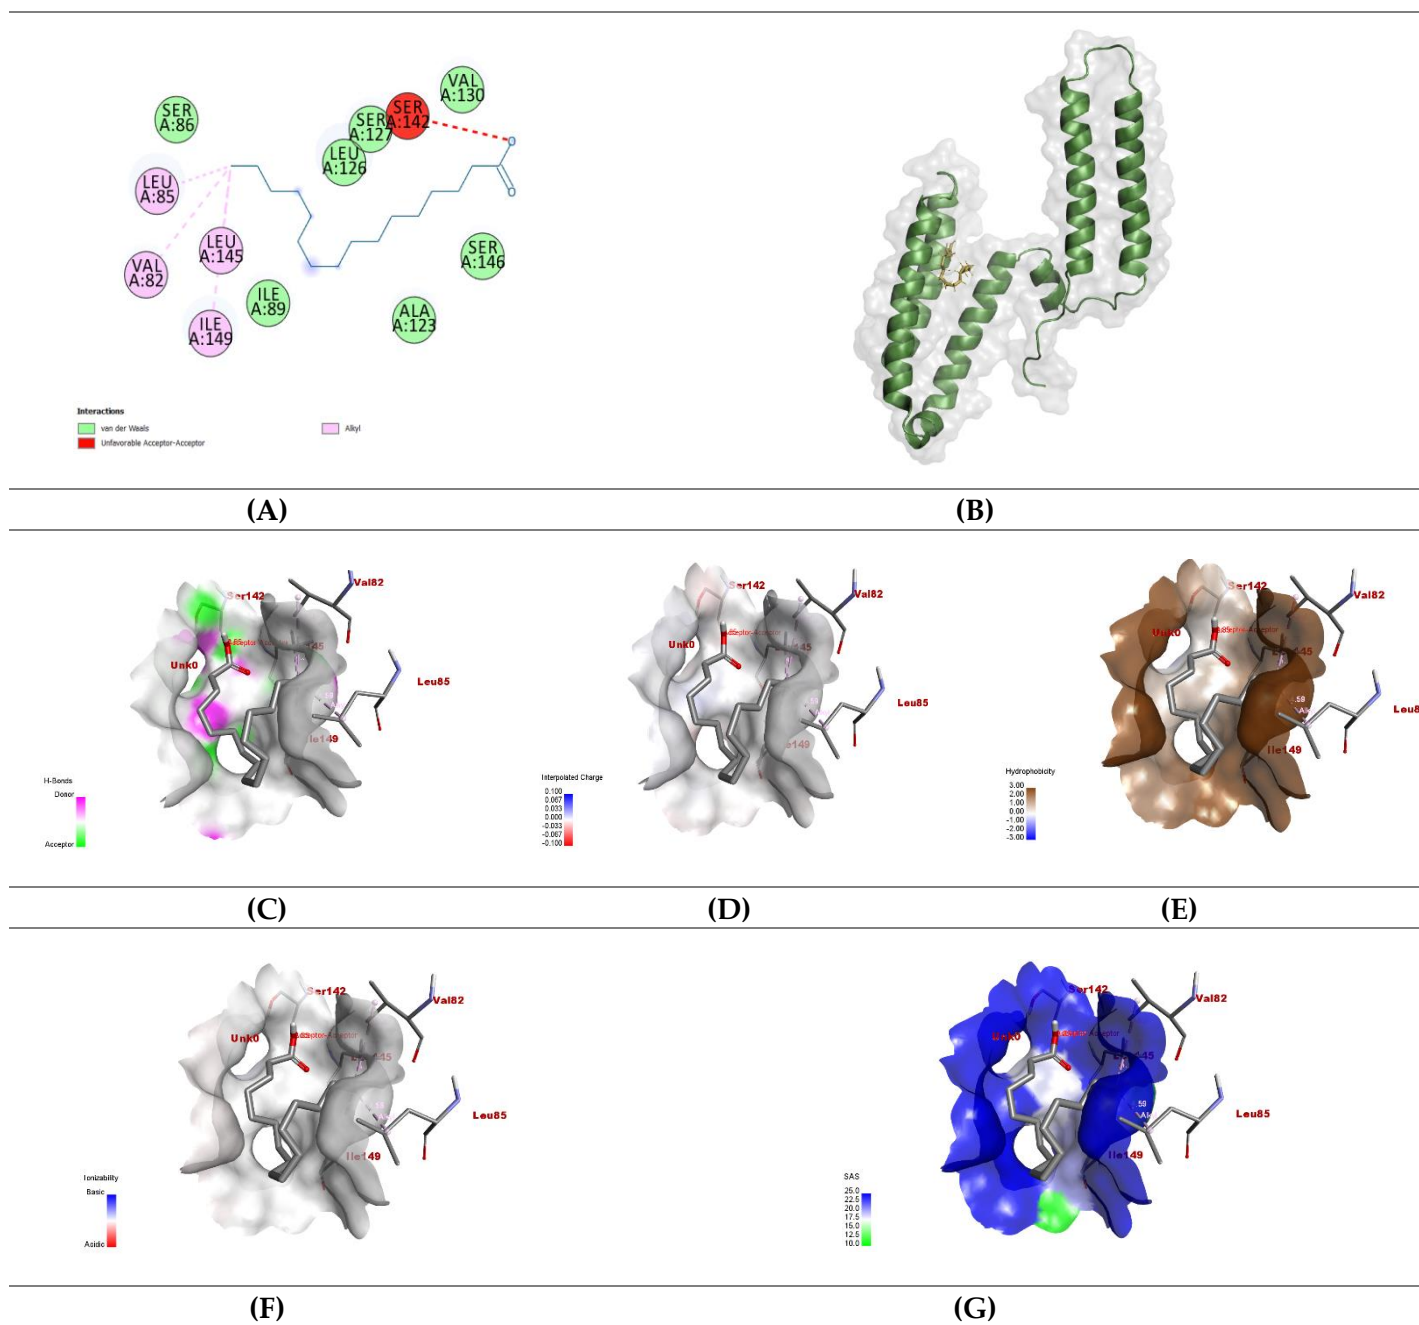 VAL
A:130
SER
A:142
SER
A:127
SER
A:86
LEU
A:126
LEU
A:85
LEU
A:145
SER
A:146
VAL
A:82
ILE
A:89
ALA
A:123
ILE
A:149
O
O
Interactions
van der Waals
Unfavorable Acceptor-Acceptor
Alkyl
(A)
(B)
Ser142
Val82
Unk0
Leu85
Ile149
H-Bonds
Donor
Acceptor
Ser142
Val82
Unk0
Leu85
Interpolated Charge
0.100
0.067
0.033
0.000
-0.033
-0.067
-0.100
Ser142
Val82
Unk0
Ile149
Hydrophobicity
3.00
2.00
1.00
0.00
-1.00
-2.00
-3.00
(C)
(D)
(E)
Ser142
Val82
Unk0
Leu85
Ile149
Ionizability
Basic
Acidic
Ser142
Val82
Unk0
Leu85
Ile149
SAS
25.0
22.5
20.0
17.5
15.0
12.5
10.0
(F)
(G)